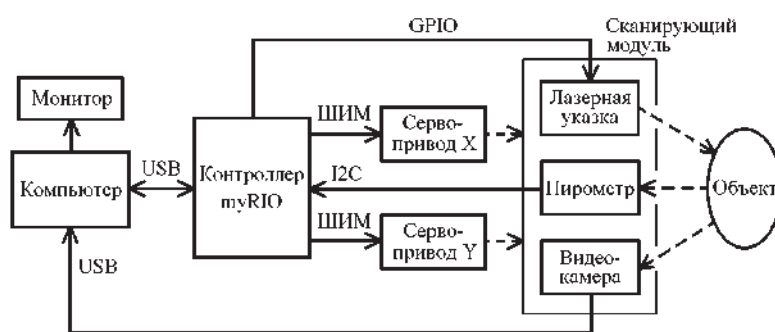 GPIO
Сканирующий
модуль
Монитор
ШИМ
Серво-
привод X
Лазерная
указка
Компьютер
USB
Контроллер
myRIO
I2C
Пирометр
Объект
ШИМ
Серво-
привод Y
Видео-
камера
USB